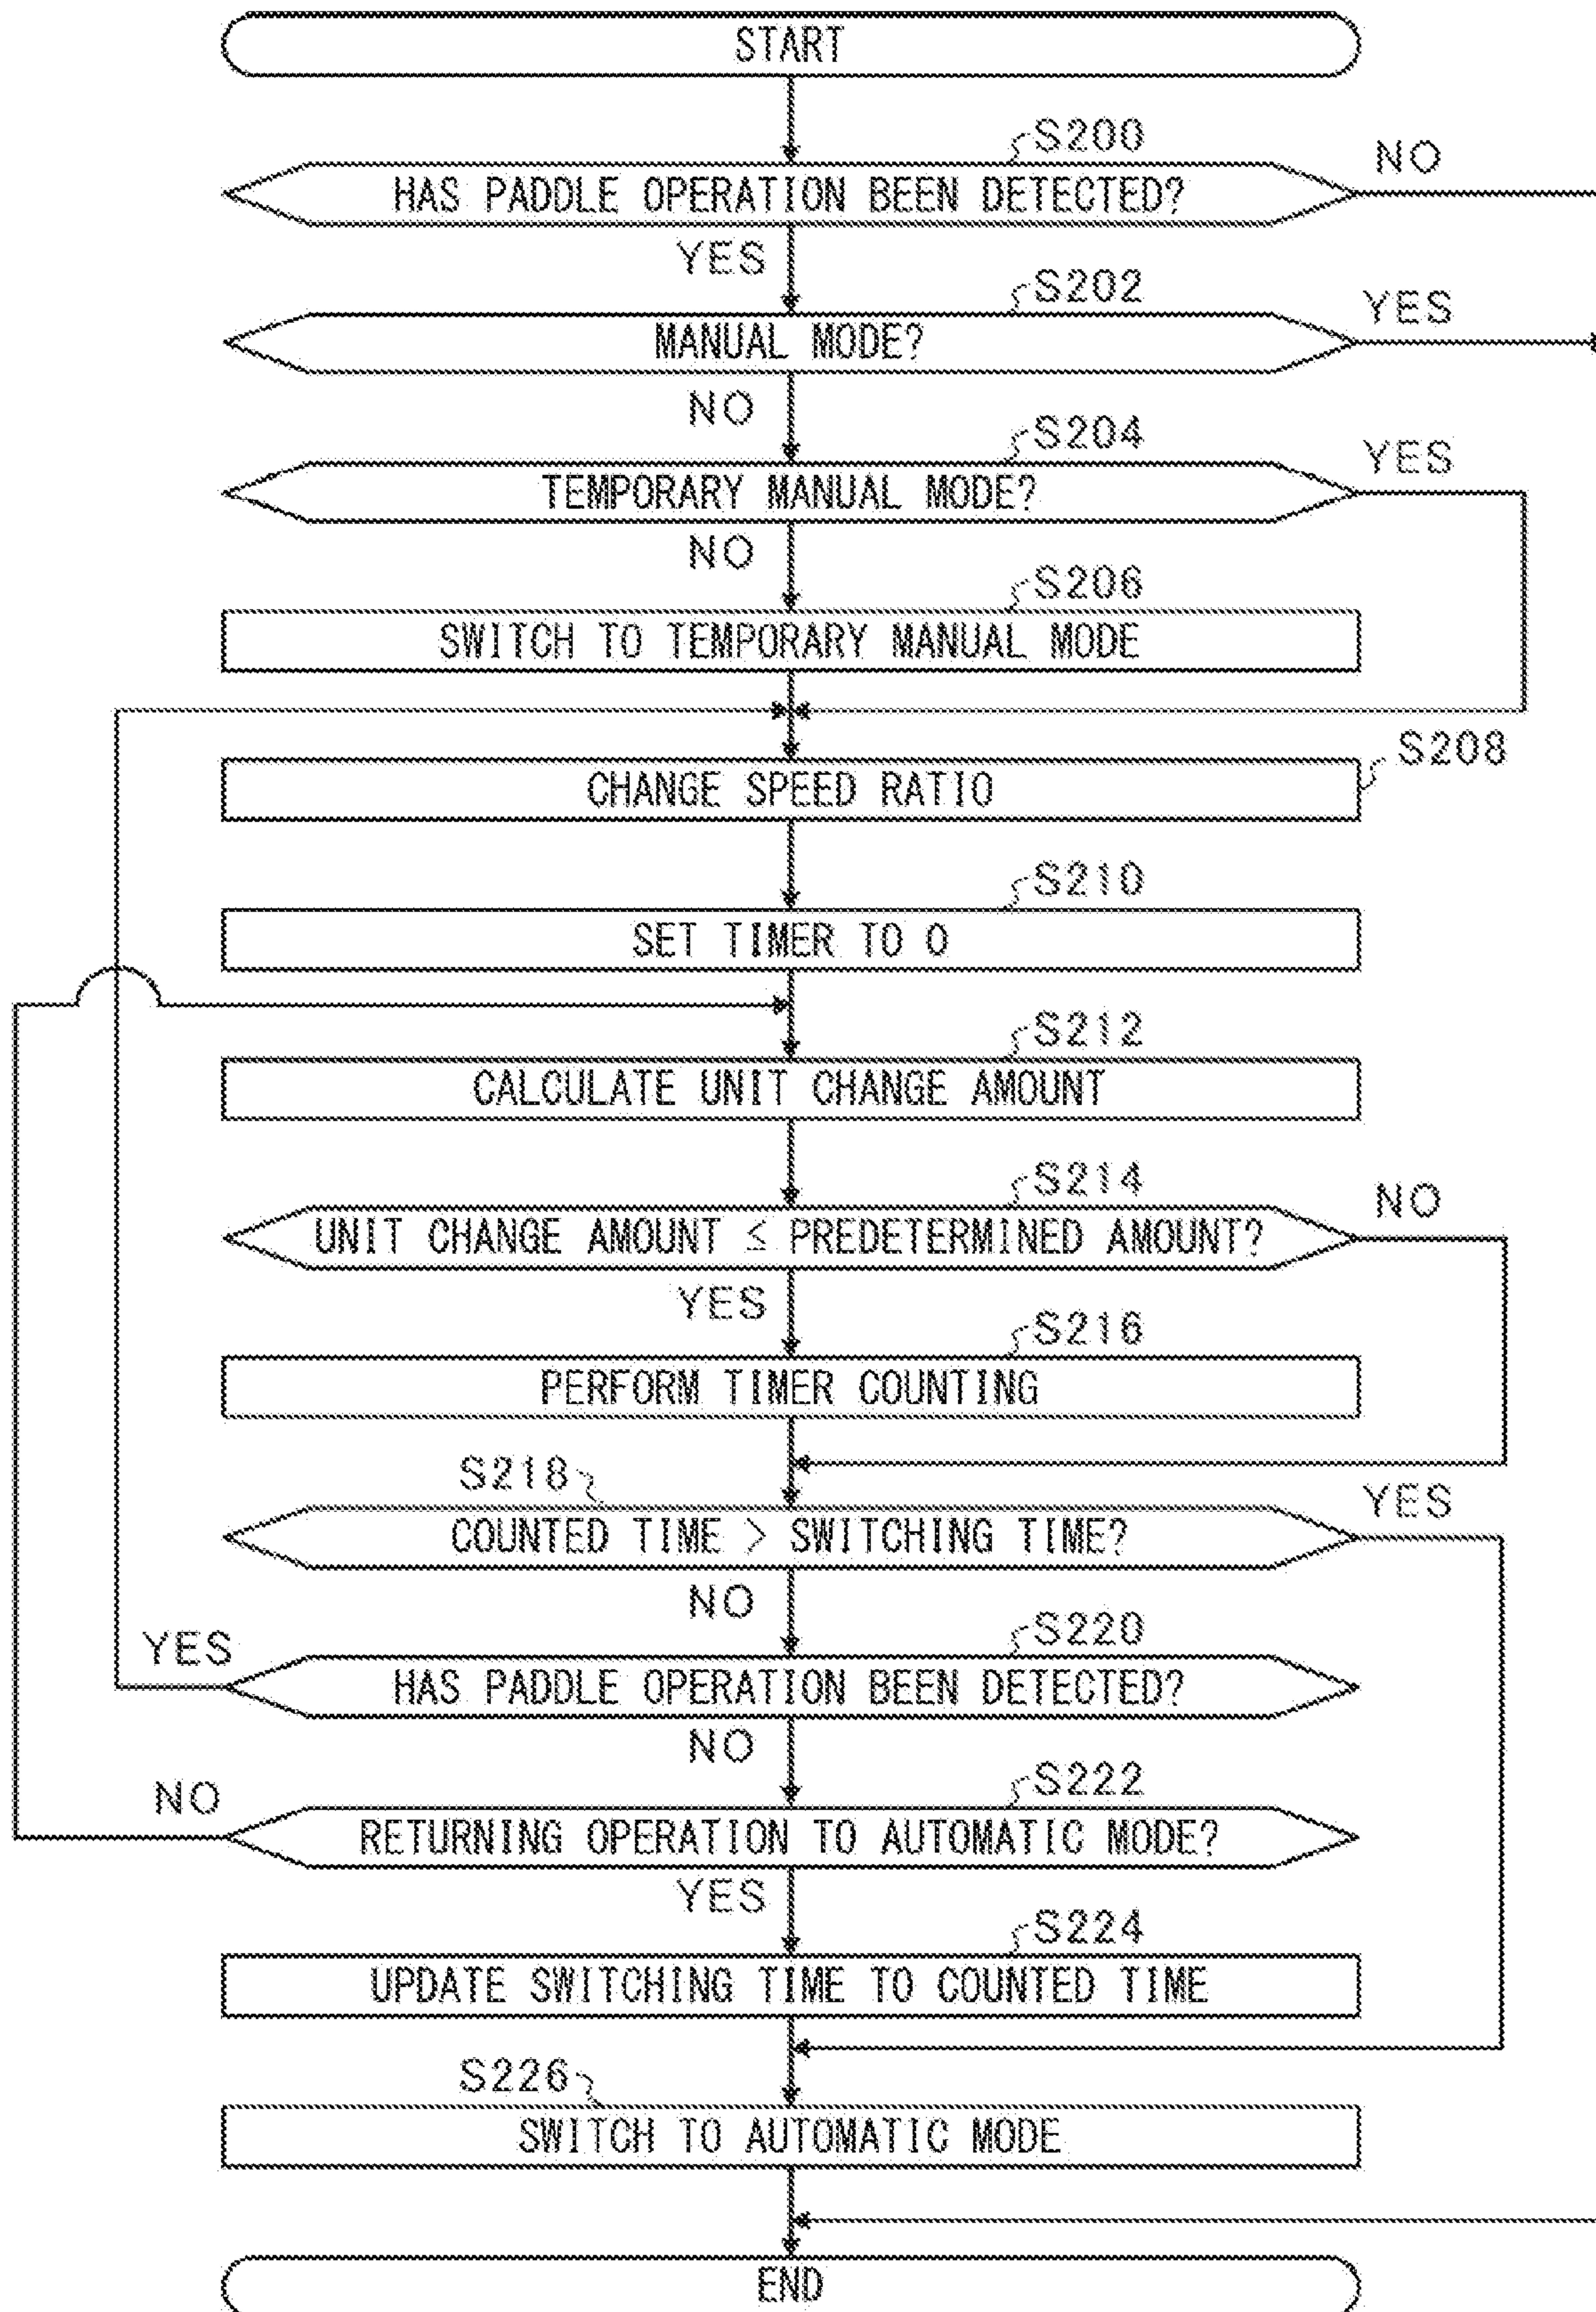 START
S200
NO
HAS PADDLE OPERATION BEEN DETECTED?
YES
S202
YES
MANUAL MODE?
NO
S204
YES
TEMPORARY MANUAL MODE?
NO
S206
SWITCH TO TEMPORARY MANUAL MODE
S208
CHANGE SPEED RATIO
S210
SET TIMER TO 0
S212
CALCULATE UNIT CHANGE AMOUNT
S214
NO
UNIT CHANGE AMOUNT ≤ PREDETERMINED AMOUNT?
YES
S216
PERFORM TIMER COUNTING
S218
YES
COUNTED TIME > SWITCHING TIME?
NO
S220
YES
HAS PADDLE OPERATION BEEN DETECTED?
NO
S222
NO
RETURNING OPERATION TO AUTOMATIC MODE?
YES
S224
UPDATE SWITCHING TIME TO COUNTED TIME
S226
SWITCH TO AUTOMATIC MODE
END